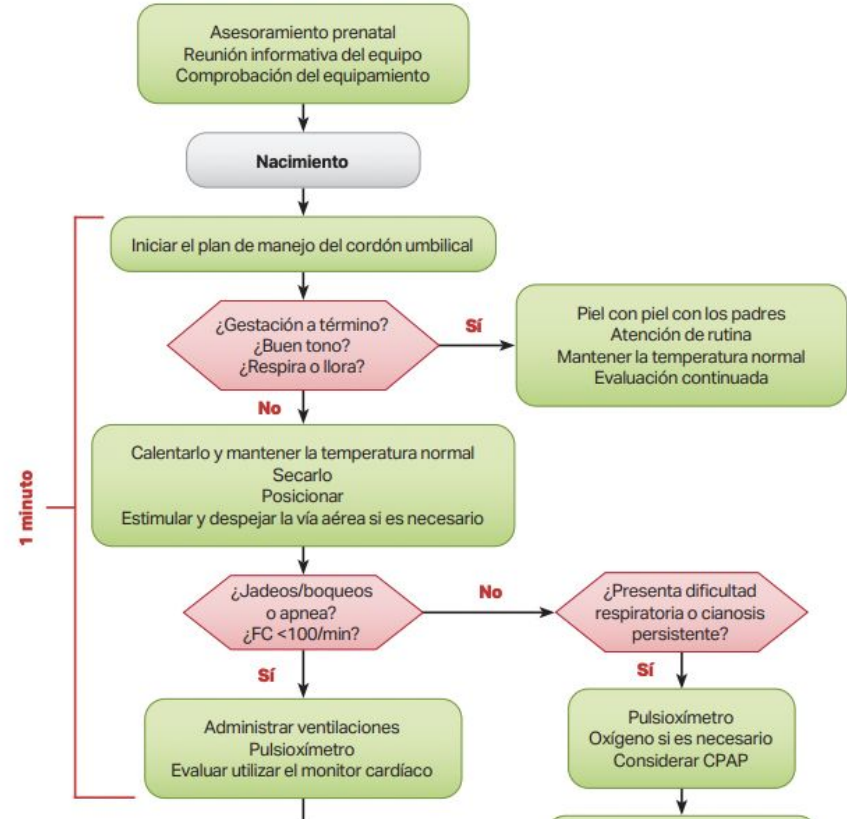 Asesoramiento prenatal
Reunión informativa del equipo
Comprobación del equipamiento
Nacimiento
1 minuto
Iniciar el plan de manejo del cordón umbilical
¿Gestación a término?
¿Buen tono?
¿Respira o llora?
Sí
Piel con piel con los padres
Atención de rutina
Mantener la temperatura normal
Evaluación continuada
No
Calentarlo y mantener la temperatura normal
Secarlo
Posicionar
Estimular y despejar la vía aérea si es necesario
¿Jadeos/boqueos
o apnea?
¿FC <100/min?
No
¿Presenta dificultad
respiratoria o cianosis
persistente?
Sí
Administrar ventilaciones
Pulsioxímetro
Evaluar utilizar el monitor cardíaco
Sí
Pulsioxímetro
Oxígeno si es necesario
Considerar CPAP